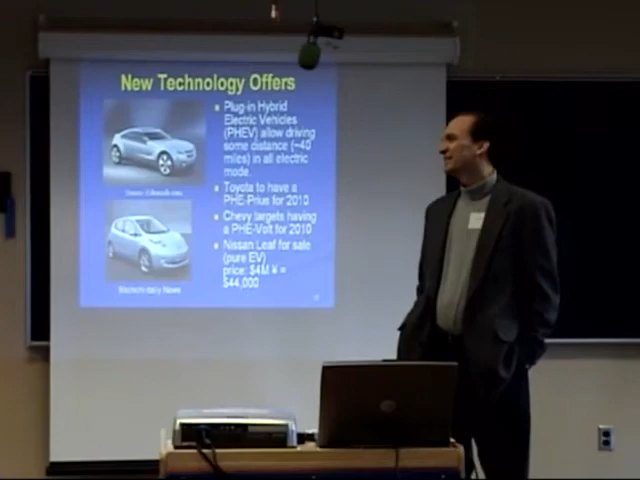 New Technology Offers
Plug-in Hybrid
Electric Vehicles
(PHEV) allow driving
some distance (~40
miles) in all electric
mode.
Toyota to have a
PHE-Prius for 2010
Chevy targets having
a PHE-Volt for 2010
Nissan Leaf for sale
(pure EV)
price: $4M ¥ =
$44,000